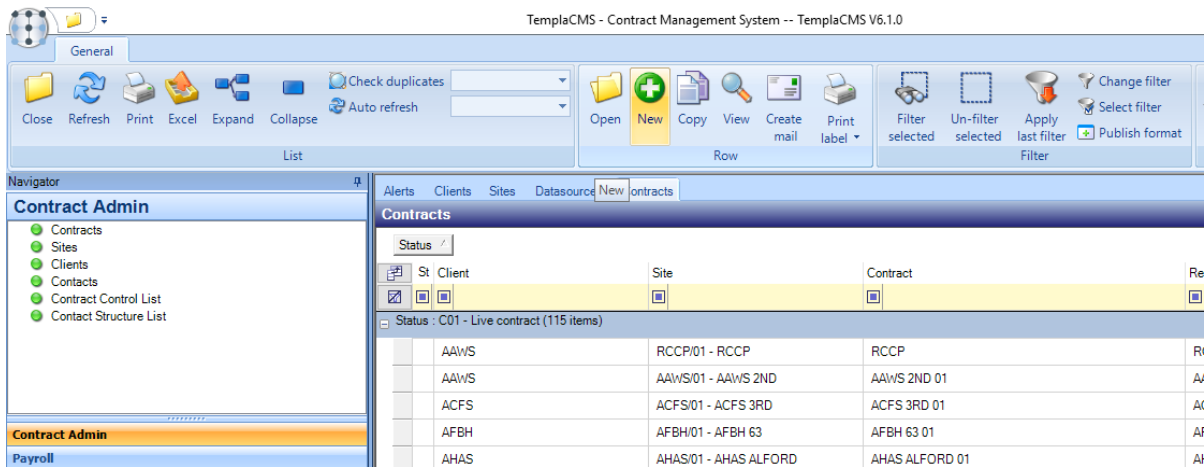 TemplaCMS - Contract Management System -- TemplaCMS V6.1.0
General
Close Refresh Print Excel Expand Collapse
Check duplicates
Auto refresh
List
Open New Copy View Create mail Print label
Row
Filter selected Un-filter selected Apply last filter
Change filter
Select filter
Publish format
Filter
Navigator
Contract Admin
Contracts
Sites
Clients
Contacts
Contract Control List
Contact Structure List
Contract Admin
Payroll
Alerts Clients Sites Datasource New ontracts
Contracts
Status
St Client Site Contract Re
Status : C01 - Live contract (115 items)
AAWS RCCP/01 - RCCP RCCP
AAWS AAWS/01 - AAWS 2ND AAWS 2ND 01
ACFS ACFS/01 - ACFS 3RD ACFS 3RD 01
AFBH AFBH/01 - AFBH 63 AFBH 63 01
AHAS AHAS/01 - AHAS ALFORD AHAS ALFORD 01